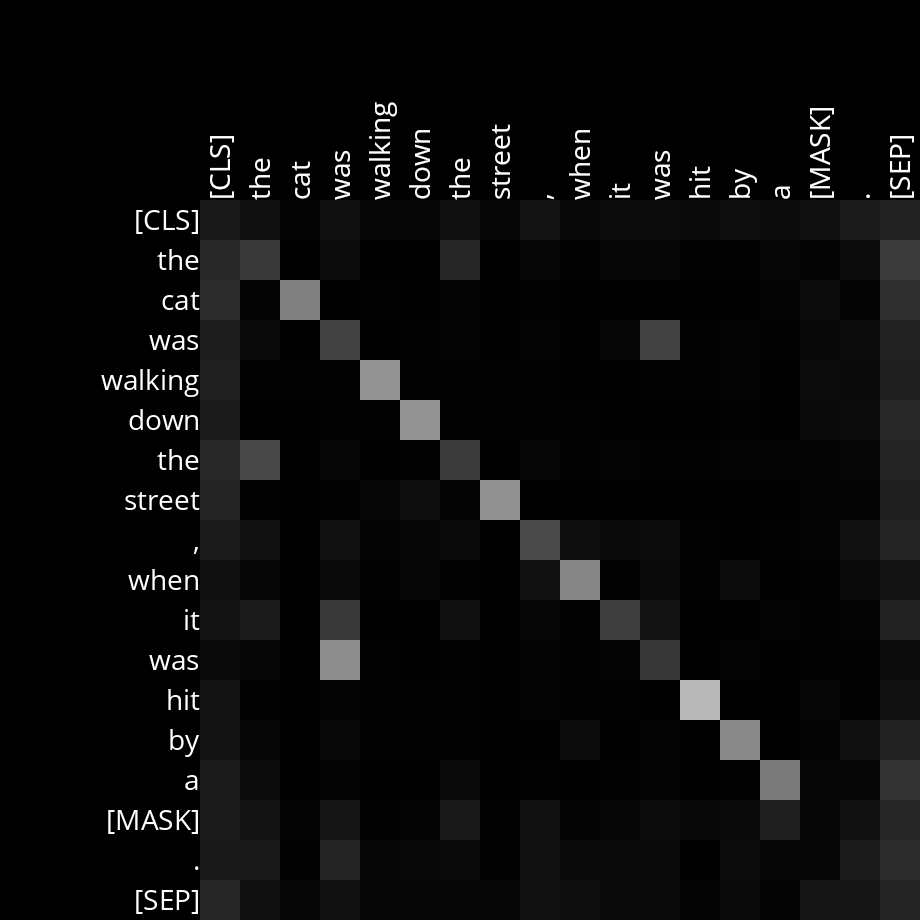 [CLS] the cat was walking down the street , when it was hit by a [MASK] . [SEP]
[CLS]
the
cat
was
walking
down
the
street
,
when
it
was
hit
by
a
[MASK]
.
[SEP]